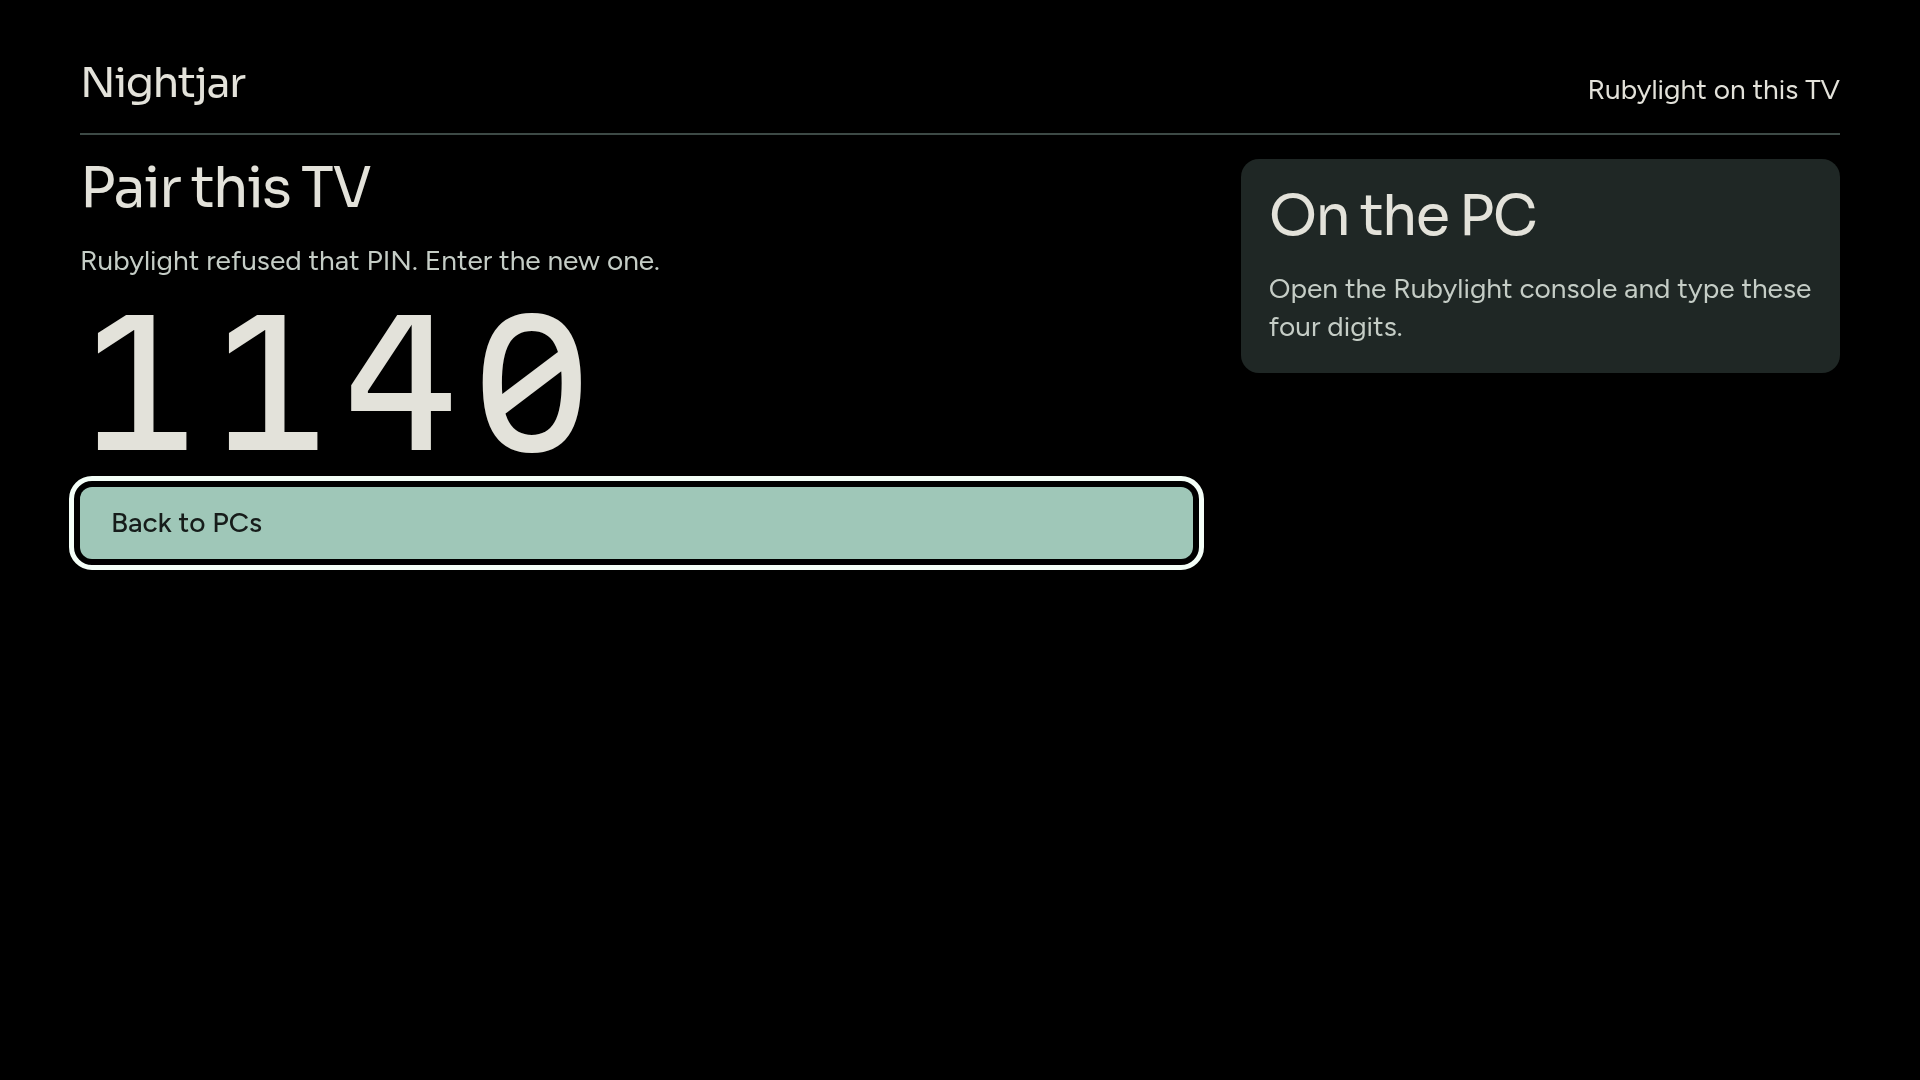 Nightjar
Rubylight on this TV
Pair this TV
Rubylight refused that PIN. Enter the new one.
1140
Back to PCs
On the PC
Open the Rubylight console and type these
four digits.